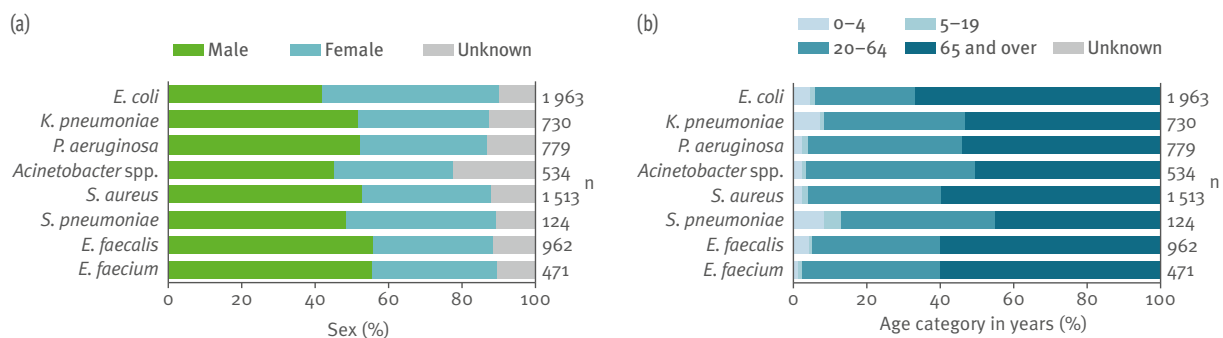 (a)
Male Female Unknown
E. coli 1 963
K. pneumoniae 730
P. aeruginosa 779
Acinetobacter spp. 534
S. aureus 1 513
S. pneumoniae 124
E. faecalis 962
E. faecium 471
n
0 20 40 60 80 100
Sex (%)
(b)
0–4 5–19
20–64 65 and over Unknown
E. coli 1 963
K. pneumoniae 730
P. aeruginosa 779
Acinetobacter spp. 534
S. aureus 1 513
S. pneumoniae 124
E. faecalis 962
E. faecium 471
n
0 20 40 60 80 100
Age category in years (%)